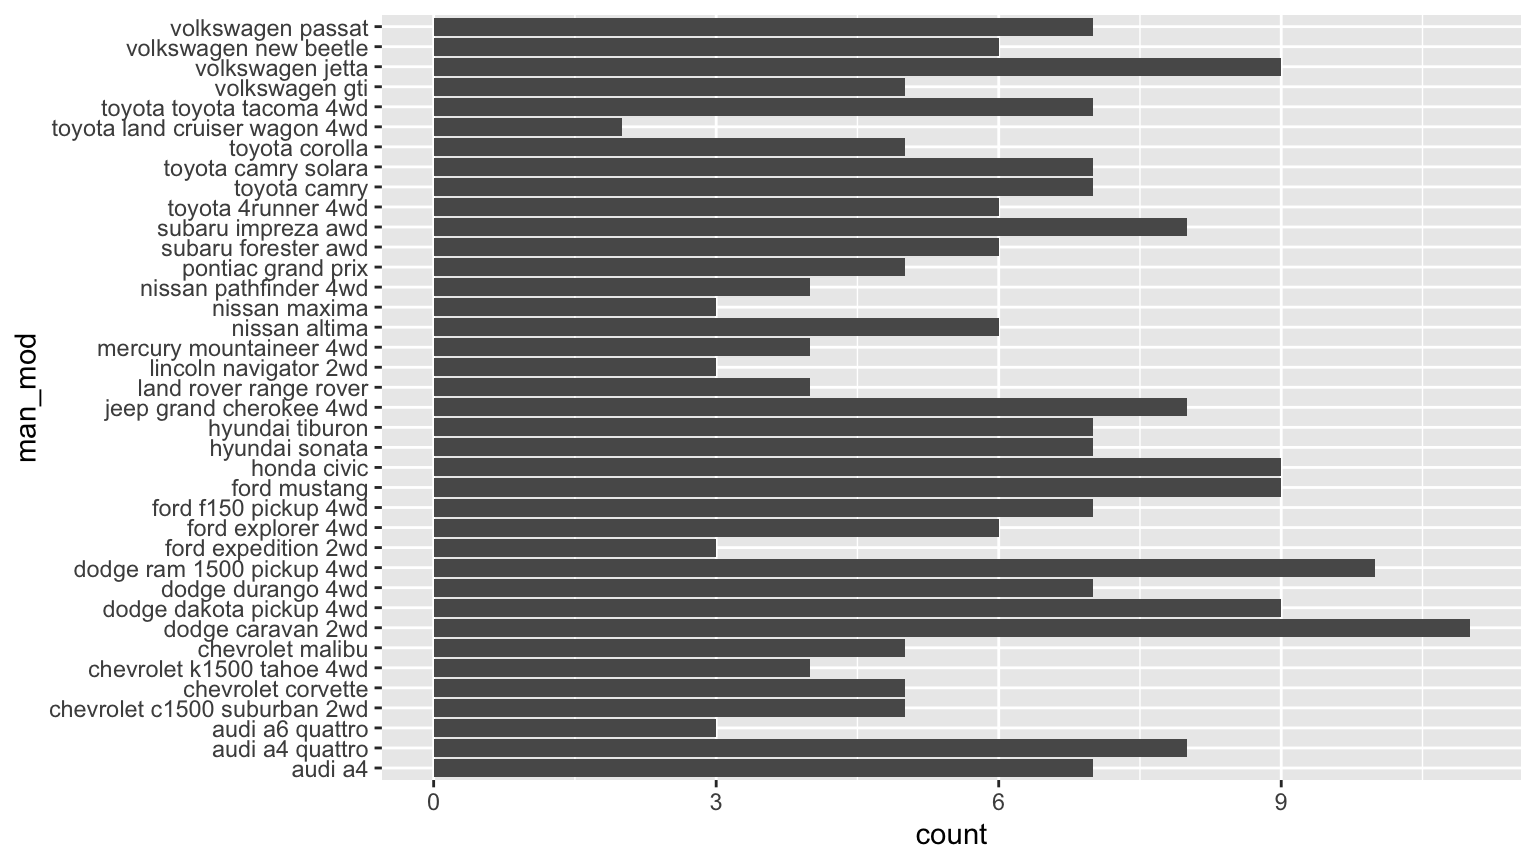 volkswagen passat
volkswagen new beetle
volkswagen jetta
volkswagen gti
toyota toyota tacoma 4wd
toyota land cruiser wagon 4wd
toyota corolla
toyota camry solara
toyota camry
toyota 4runner 4wd
subaru impreza awd
subaru forester awd
pontiac grand prix
nissan pathfinder 4wd
nissan maxima
nissan altima
mercury mountaineer 4wd
lincoln navigator 2wd
land rover range rover
jeep grand cherokee 4wd
hyundai tiburon
hyundai sonata
honda civic
ford mustang
ford f150 pickup 4wd
ford explorer 4wd
ford expedition 2wd
dodge ram 1500 pickup 4wd
dodge durango 4wd
dodge dakota pickup 4wd
dodge caravan 2wd
chevrolet malibu
chevrolet k1500 tahoe 4wd
chevrolet corvette
chevrolet c1500 suburban 2wd
audi a6 quattro
audi a4 quattro
audi a4
man_mod
0 3 6 9
count